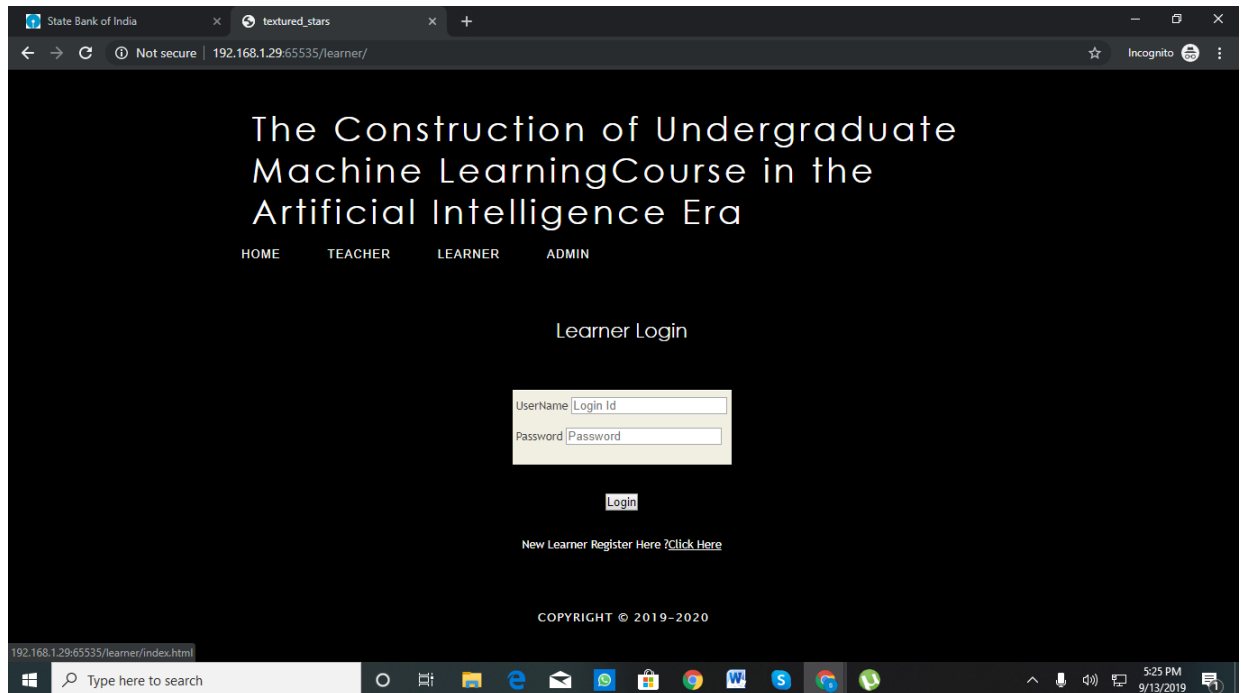 State Bank of India
textured_stars
Not secure | 192.168.1.29:65535/learner/
Incognito
The Construction of Undergraduate
Machine LearningCourse in the
Artificial Intelligence Era
HOME TEACHER LEARNER ADMIN
Learner Login
UserName Login Id
Password Password
Login
New Learner Register Here ?Click Here
COPYRIGHT © 2019-2020
192.168.1.29:65535/learner/index.html
Type here to search
5:25 PM
9/13/2019